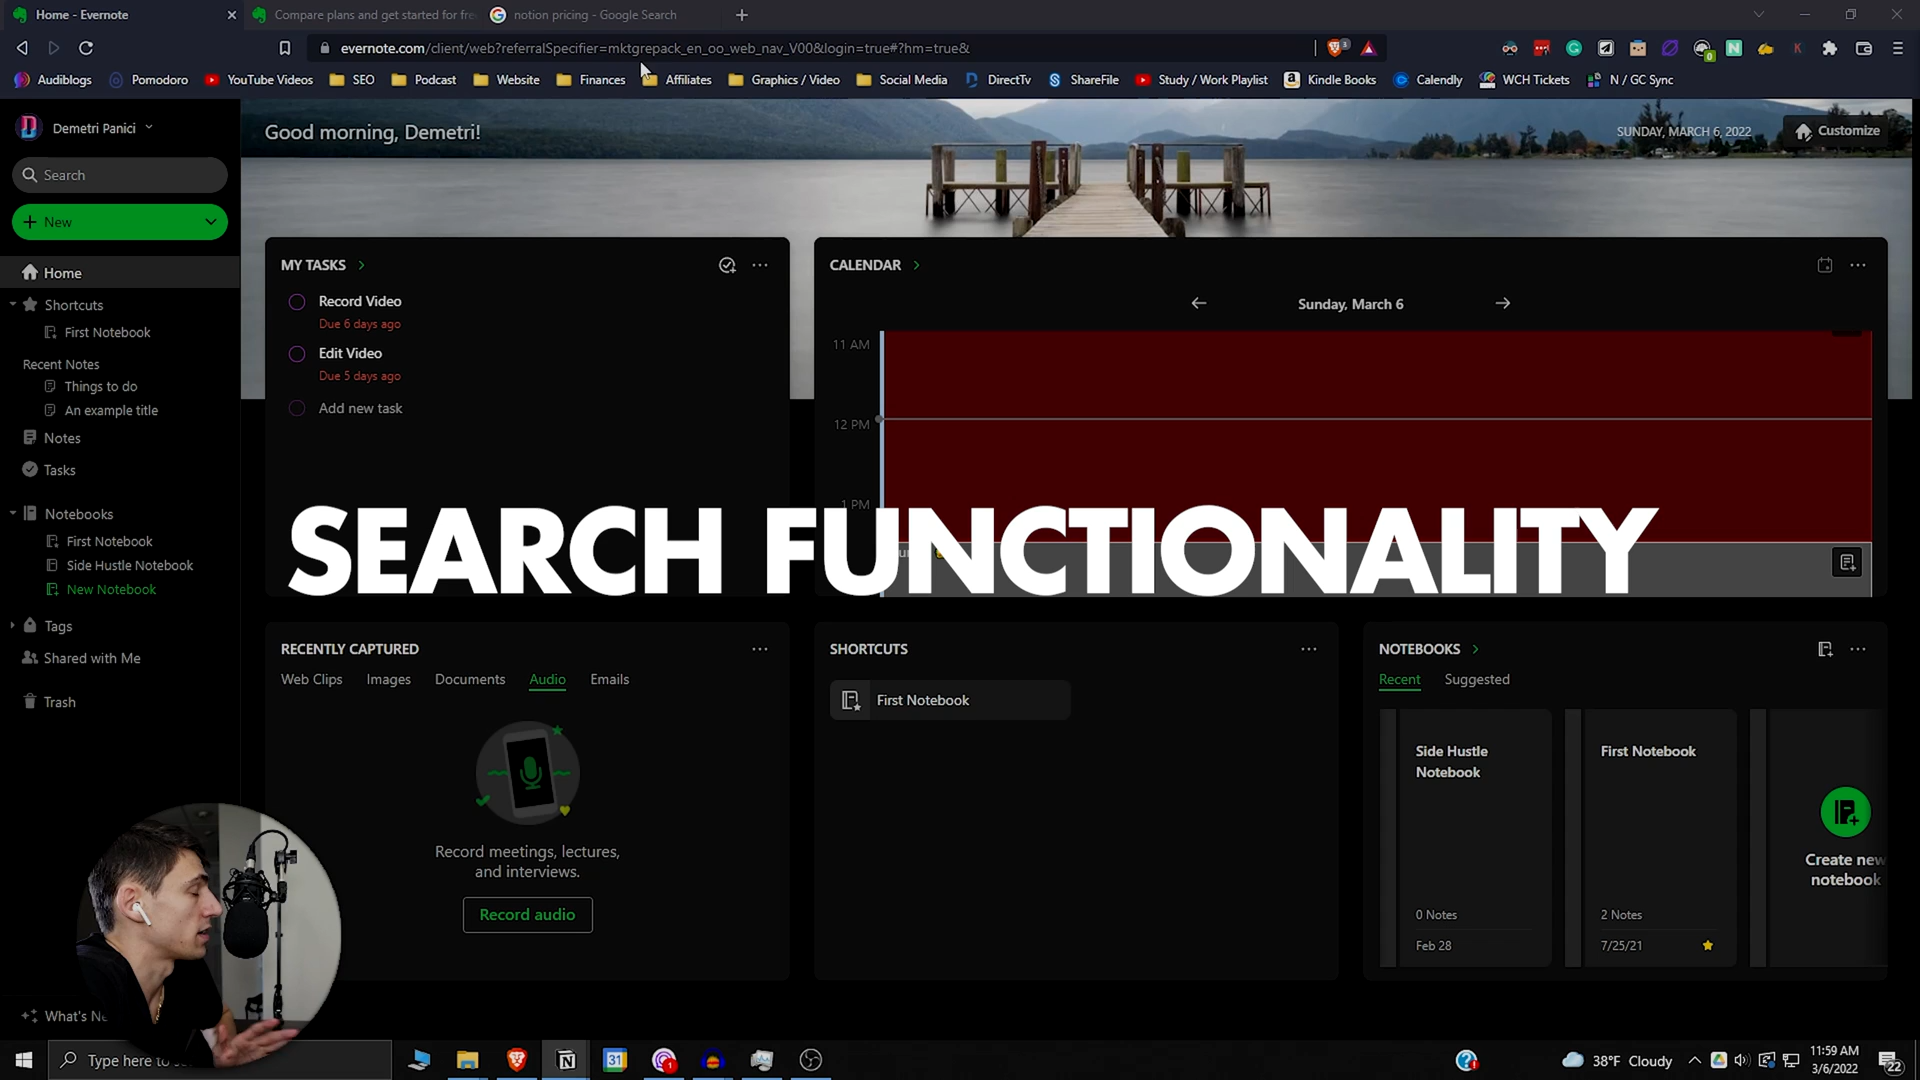 Home - Evernote
Compare plans and get started for fre
notion pricing - Google Search
evernote.com/client/web?referralSpecifier=mktgrepack_en_oo_web_nav_V00&login=true#?hm=true&
Audiblogs
Pomodoro
YouTube Videos
SEO
Podcast
Website
Finances
Affiliates
Graphics / Video
Social Media
DirectTv
ShareFile
Study / Work Playlist
Kindle Books
Calendly
WCH Tickets
N / GC Sync
Demetri Panici
Search
New
Home
Shortcuts
First Notebook
Recent Notes
Things to do
An example title
Notes
Tasks
Notebooks
First Notebook
Side Hustle Notebook
New Notebook
Tags
Shared with Me
Trash
What's Ne
Good morning, Demetri!
SUNDAY, MARCH 6, 2022
Customize
MY TASKS
Record Video
Due 6 days ago
Edit Video
Due 5 days ago
Add new task
CALENDAR
Sunday, March 6
11 AM
12 PM
1 PM
SEARCH FUNCTIONALITY
RECENTLY CAPTURED
Web Clips
Images
Documents
Audio
Emails
Record meetings, lectures,
and interviews.
Record audio
SHORTCUTS
First Notebook
NOTEBOOKS
Recent
Suggested
Side Hustle
Notebook
0 Notes
Feb 28
First Notebook
2 Notes
7/25/21
Create new
notebook
Type here to
38°F Cloudy
11:59 AM
3/6/2022
22